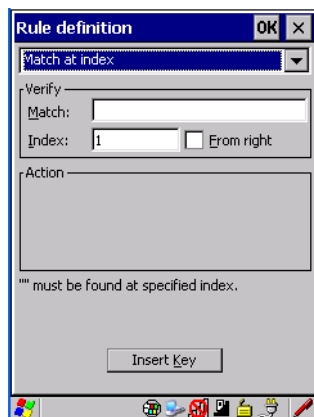 Rule definition OK ×
Match at index
Verify
Match:
Index: 1 From right
Action
"" must be found at specified index.
Insert Key